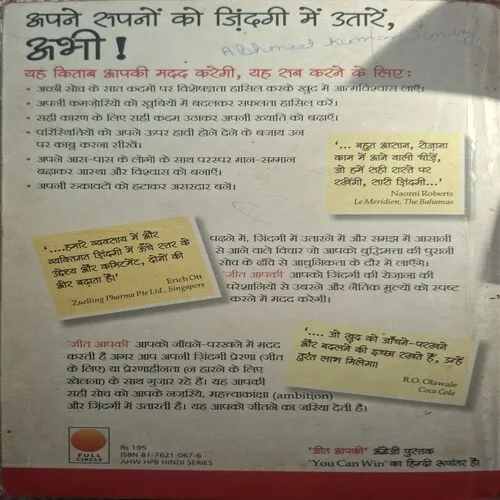 अपने सपनों को ज़िंदगी में उतारें,
अभी !
यह किताब आपकी मदद करेगी, यह सब करने के लिए :
• अच्छी सोच के सात कदमों पर विशेषज्ञता हासिल करके खुद में आत्मविश्वास लाएँ।
• अपनी कमज़ोरियों को खूबियों में बदलकर सफलता हासिल करें।
• सही कारण के लिए सही कदम उठाकर अपनी ख्याति को बढ़ाएँ।
• परिस्थितियों को अपने ऊपर हावी होने देने के बजाय उन
पर काबू करना सीखें।
• अपने आस-पास के लोगों के साथ परस्पर मान-सम्मान
बढ़ाकर आस्था और विश्वास को बनाएँ।
• अपनी रुकावटों को हटाकर असरदार बनें।
'... बहुत आसान, रोज़ाना
काम में आने वाली चीज़ें,
जो हमें सही रास्ते पर
रखेंगी, सारी ज़िंदगी...'
Naomi Roberts
Le Meridien, The Bahamas
'....हमारे व्यवसाय में और
व्यक्तिगत ज़िंदगी में ऊँचे स्तर के
उद्देश्य और कमिटमेंट, दोनों की
ओर बढ़ाता है।'
Erich Ott
Zuelling Pharma Pte Ltd., Singapore
पढ़ने में, ज़िंदगी में उतारने में और समझ में आसानी
से आने वाले विचार जो आपको बुद्धिमत्ता की पुरानी
सोच के ढाँचे से आधुनिकता के दौर में लाएँगे।
'जीत आपकी' आपको ज़िंदगी की रोज़ाना की
परेशानियों से उबरने और नैतिक मूल्यों को स्पष्ट
करने में मदद करेगी।
'जीत आपकी' आपको जाँचने-परखने में मदद
करती है अगर आप अपनी ज़िंदगी प्रेरणा (जीत
के लिए) या प्रेरणाहीनता (न हारने के लिए
खेलना) के साथ गुज़ार रहे हैं। यह आपकी
सही सोच को आपके नज़रिये, महत्त्वाकांक्षा (ambition)
और ज़िंदगी में उतारती है। यह आपको जीतने का ज़रिया देती है।
'.... जो खुद को जाँचने-परखने
और बदलने की इच्छा रखते हैं, उन्हें
तुरंत लाभ मिलेगा।'
R.O. Olawale
Coca Cola
FULL
CIRCLE
Rs 195
ISBN 81-7621-067-6
AHW HPB HINDI SERIES
'जीत आपकी' अंग्रेज़ी पुस्तक
'You Can Win' का हिन्दी रूपांतर है।